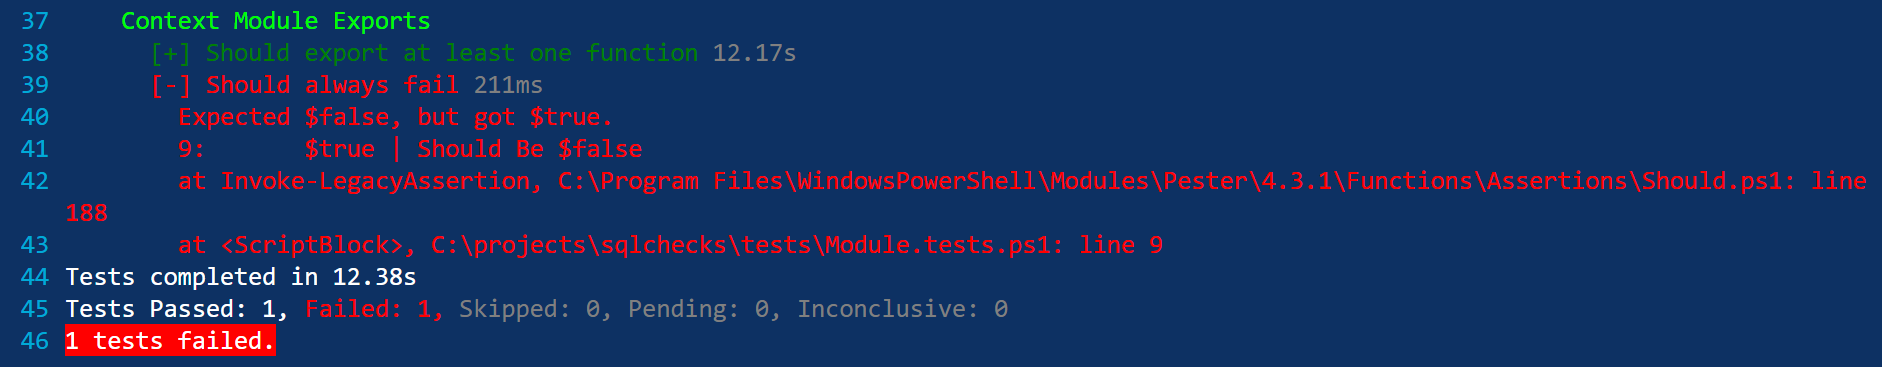 37     Context Module Exports
38       [+] Should export at least one function 12.17s
39       [-] Should always fail 211ms
40         Expected $false, but got $true.
41         9:       $true | Should Be $false
42         at Invoke-LegacyAssertion, C:\Program Files\WindowsPowerShell\Modules\Pester\4.3.1\Functions\Assertions\Should.ps1: line
188
43         at <ScriptBlock>, C:\projects\sqlchecks\tests\Module.tests.ps1: line 9
44 Tests completed in 12.38s
45 Tests Passed: 1, Failed: 1, Skipped: 0, Pending: 0, Inconclusive: 0
46 1 tests failed.